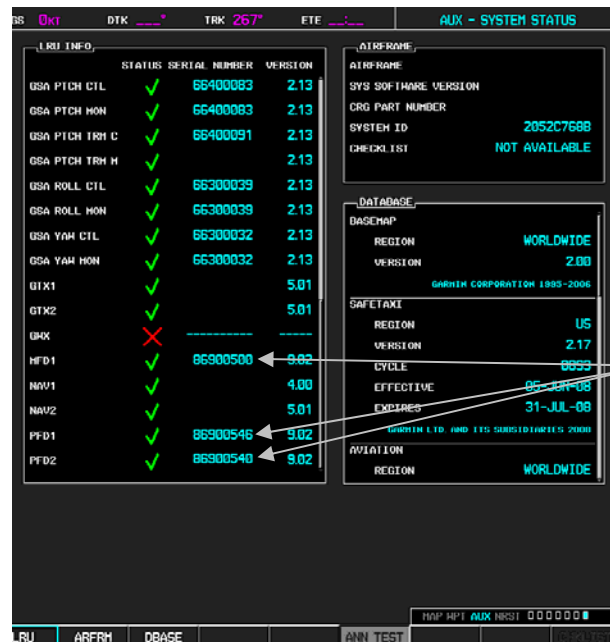 GS 0KT DTK ___° TRK 267° ETE __:__ AUX - SYSTEM STATUS
LRU INFO
STATUS SERIAL NUMBER VERSION
GSA PTCH CTL 66400083 2.13
GSA PTCH MON 66400083 2.13
GSA PTCH TRM C 66400091 2.13
GSA PTCH TRM M 2.13
GSA ROLL CTL 66300039 2.13
GSA ROLL MON 66300039 2.13
GSA YAW CTL 66300032 2.13
GSA YAW MON 66300032 2.13
GTX1 5.01
GTX2 5.01
GWX -------- -----
MFD1 86900500 9.02
NAV1 4.00
NAV2 5.01
PFD1 86900546 9.02
PFD2 86900540 9.02
AIRFRAME
AIRFRAME
SYS SOFTWARE VERSION
CRG PART NUMBER
SYSTEM ID 2052C768B
CHECKLIST NOT AVAILABLE
DATABASE
BASEMAP
REGION WORLDWIDE
VERSION 2.00
GARMIN CORPORATION 1995-2006
SAFETAXI
REGION US
VERSION 2.17
CYCLE
EFFECTIVE 05-JUN-08
EXPIRES 31-JUL-08
GARMIN LTD. AND ITS SUBSIDIARIES 2008
AVIATION
REGION WORLDWIDE
MAP WPT AUX NRST
LRU ARFRM DBASE ANN TEST